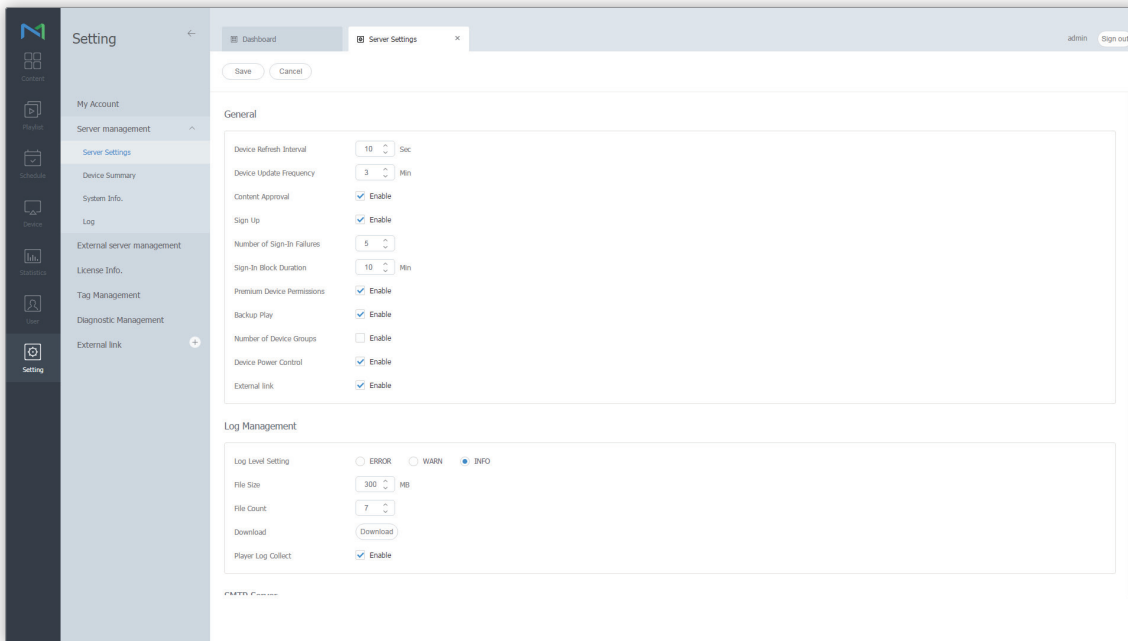 Setting
Dashboard
Server Settings
admin
Sign out
Content
Playlist
Schedule
Device
Statistics
User
Setting
My Account
Server management
Server Settings
Device Summary
System Info.
Log
External server management
License Info.
Tag Management
Diagnostic Management
External link
Save
Cancel
General
Device Refresh Interval 10 Sec
Device Update Frequency 3 Min
Content Approval Enable
Sign Up Enable
Number of Sign-In Failures 5
Sign-In Block Duration 10 Min
Premium Device Permissions Enable
Backup Play Enable
Number of Device Groups Enable
Device Power Control Enable
External link Enable
Log Management
Log Level Setting ERROR WARN INFO
File Size 300 MB
File Count 7
Download Download
Player Log Collect Enable